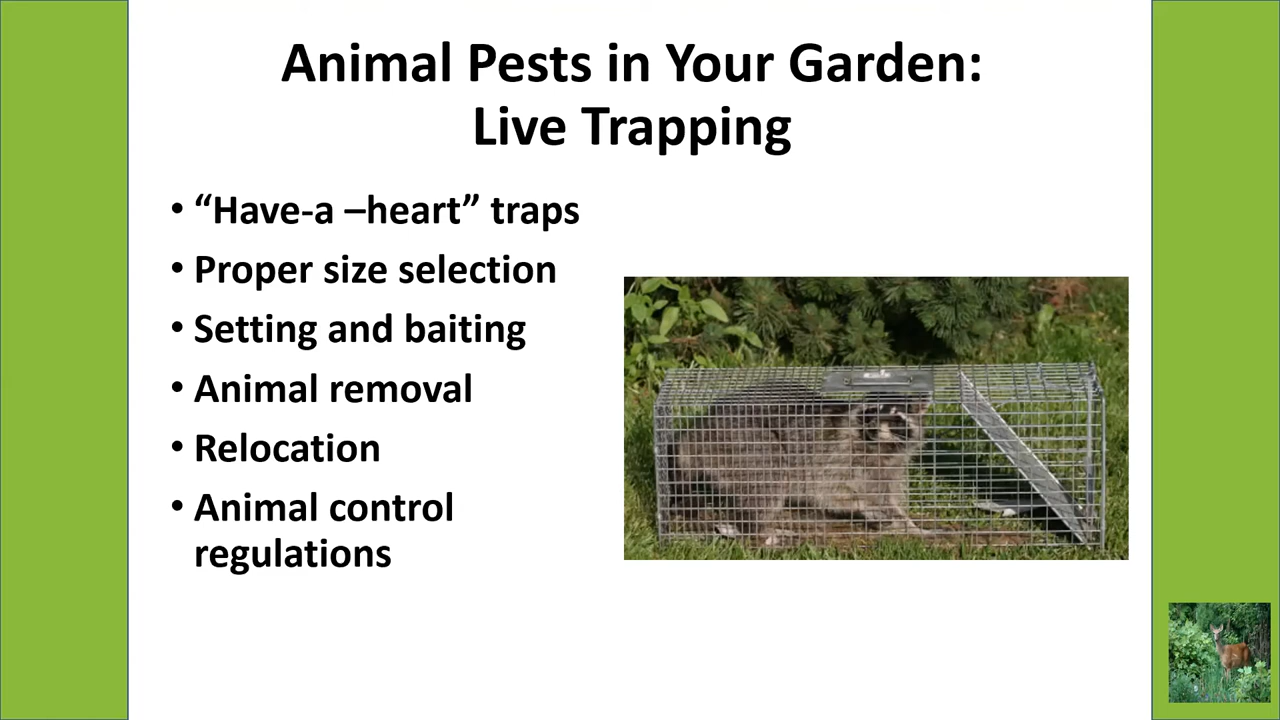 Animal Pests in Your Garden:
Live Trapping
• “Have-a –heart” traps
• Proper size selection
• Setting and baiting
• Animal removal
• Relocation
• Animal control
regulations